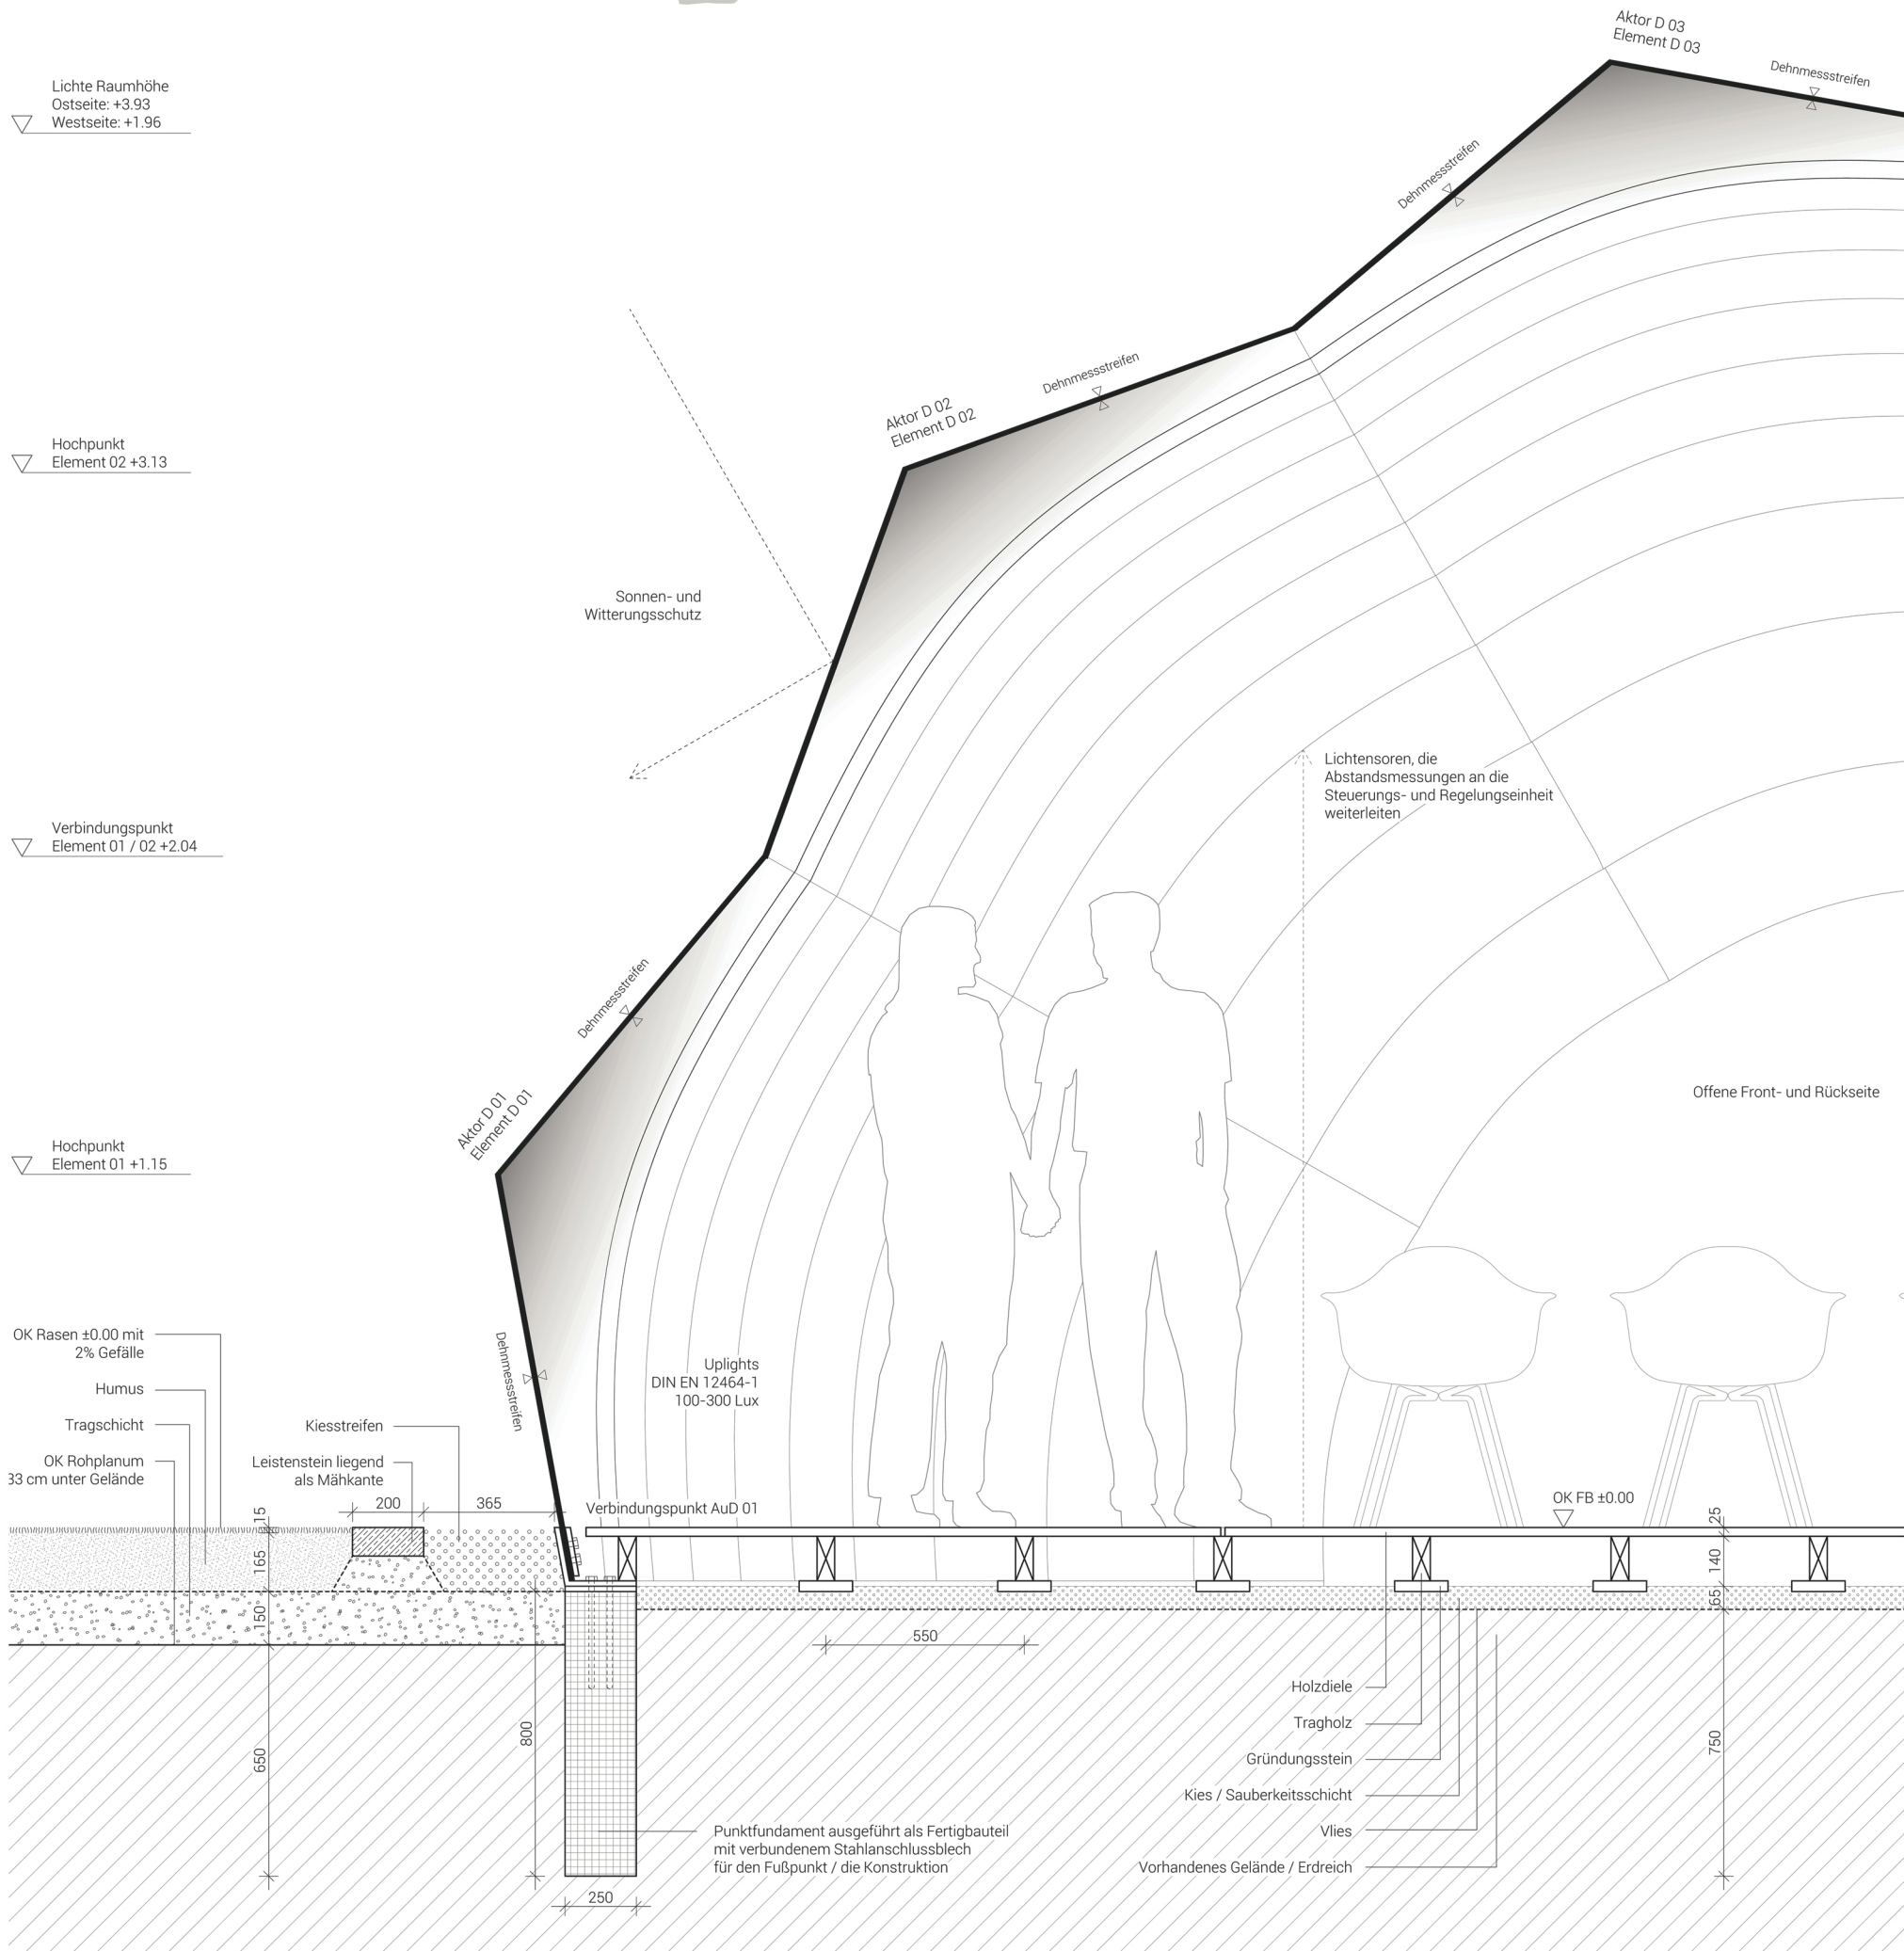 Aktor D 03
Element D 03
Dehnmessstreifen
Lichte Raumhöhe
Ostseite: +3.93
Westseite: +1.96
Dehnmessstreifen
Dehnmessstreifen
Aktor D 02
Element D 02
Hochpunkt
Element 02 +3.13
Sonnen- und
Witterungsschutz
Lichtensoren, die
Abstandsmessungen an die
Steuerungs- und Regelungseinheit
weiterleiten
Verbindungspunkt
Element 01 / 02 +2.04
Dehnmessstreifen
Offene Front- und Rückseite
Aktor D 01
Element D 01
Hochpunkt
Element 01 +1.15
Dehnmessstreifen
OK Rasen ±0.00 mit
2% Gefälle
Humus
Tragschicht
OK Rohplanum
33 cm unter Gelände
Kiesstreifen
Leistenstein liegend
als Mähkante
Uplights
DIN EN 12464-1
100-300 Lux
200
365
Verbindungspunkt AuD 01
OK FB ±0.00
15
165
150
650
800
250
550
25
140
65
750
Holzdiele
Tragholz
Gründungsstein
Kies / Sauberkeitsschicht
Vlies
Vorhandenes Gelände / Erdreich
Punktfundament ausgeführt als Fertigbauteil
mit verbundenem Stahlanschlussblech
für den Fußpunkt / die Konstruktion